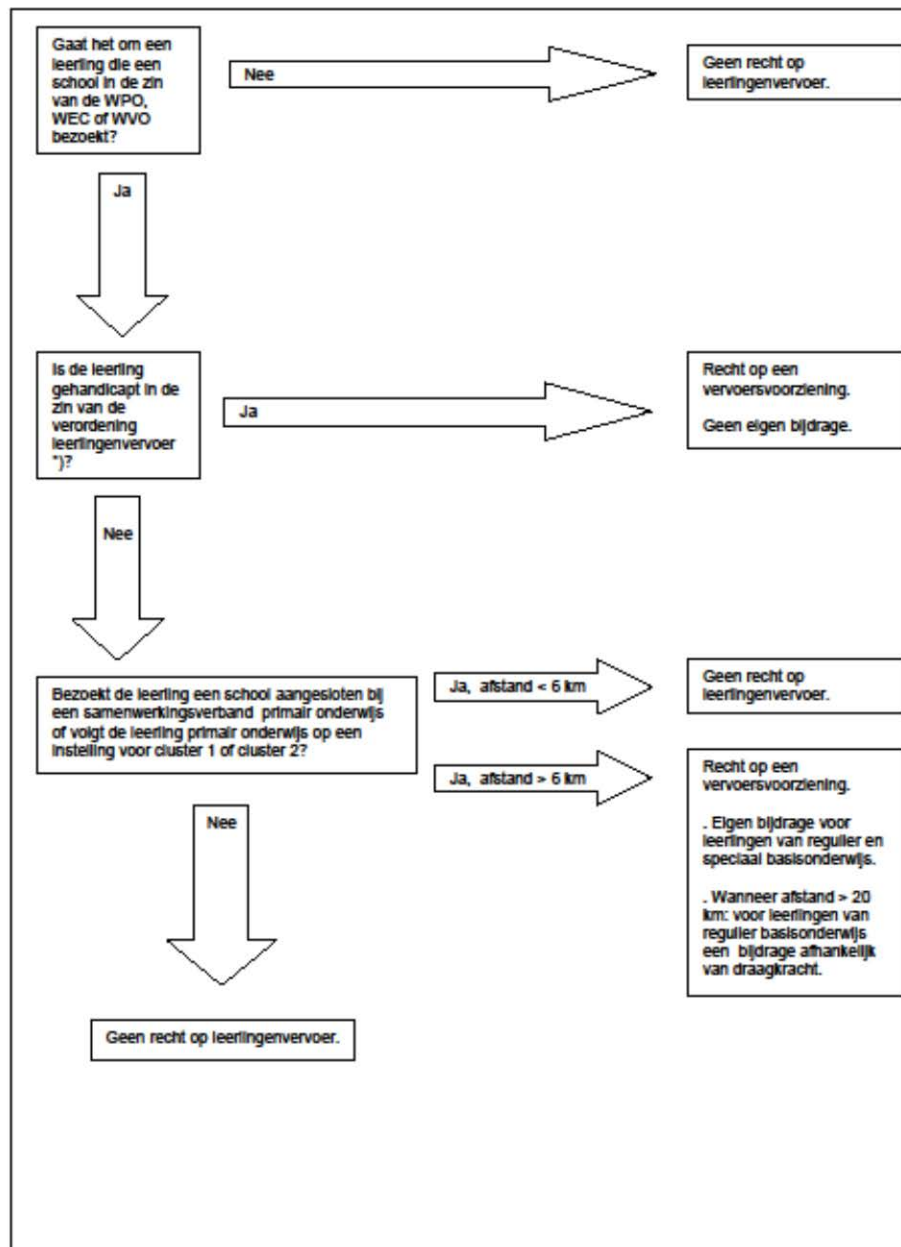 Gaat het om een
leerling die een
school in de zin
van de WPO,
WEC of WVO
bezoekt?
Nee
Geen recht op
leerlingenvervoer.
Ja
Is de leerling
gehandicapt in de
zin van de
verordening
leerlingenvervoer
*)?
Ja
Recht op een
vervoersvoorziening.
Geen eigen bijdrage.
Nee
Bezoekt de leerling een school aangesloten bij
een samenwerkingsverband primair onderwijs
of volgt de leerling primair onderwijs op een
instelling voor cluster 1 of cluster 2?
Ja, afstand < 6 km
Geen recht op
leerlingenvervoer.
Ja, afstand > 6 km
Recht op een
vervoersvoorziening.
. Eigen bijdrage voor
leerlingen van regulier en
speciaal basisonderwijs.
. Wanneer afstand > 20
km: voor leerlingen van
regulier basisonderwijs
een bijdrage afhankelijk
van draagkracht.
Nee
Geen recht op leerlingenvervoer.